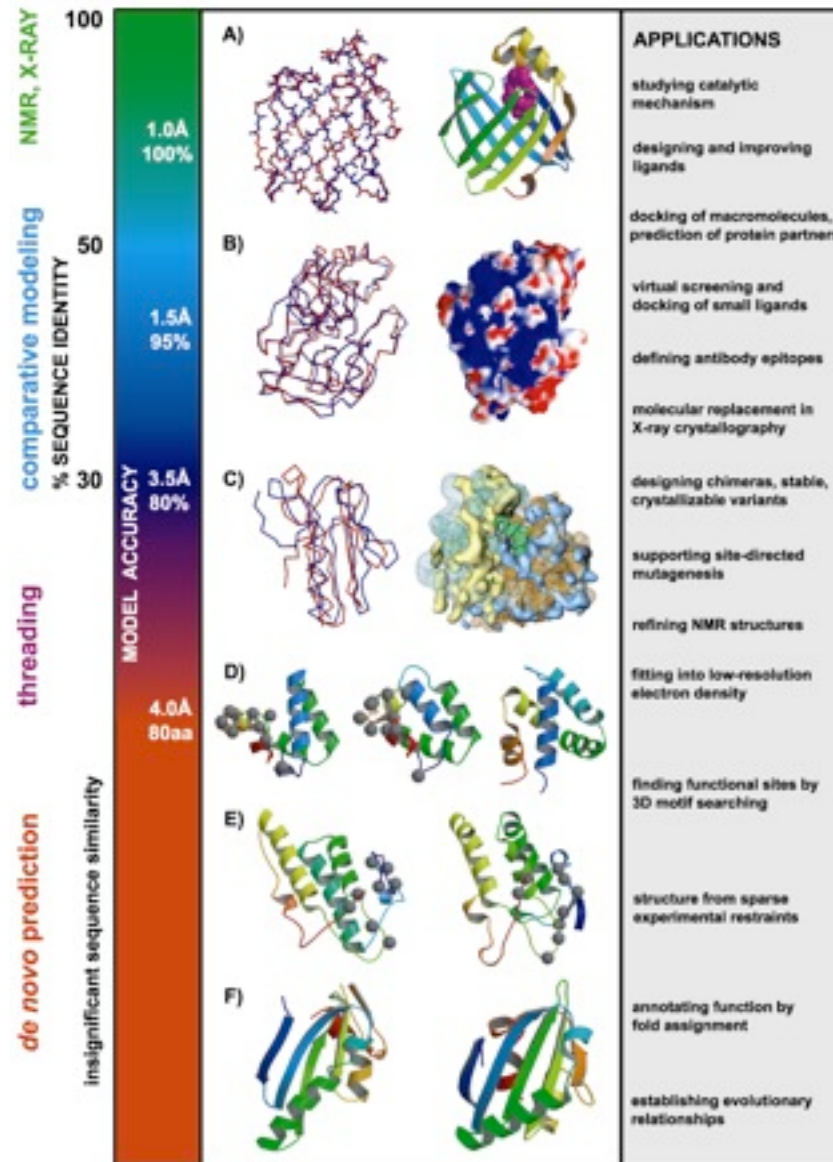 NMR, X-RAY
comparative modeling
threading
de novo prediction
% SEQUENCE IDENTITY
insignificant sequence similarity
100
50
30
MODEL ACCURACY
1.0Å
100%
1.5Å
95%
3.5Å
80%
4.0Å
80aa
A)
B)
C)
D)
E)
F)
APPLICATIONS
studying catalytic
mechanism
designing and improving
ligands
docking of macromolecules,
prediction of protein partners
virtual screening and
docking of small ligands
defining antibody epitopes
molecular replacement in
X-ray crystallography
designing chimeras, stable,
crystallizable variants
supporting site-directed
mutagenesis
refining NMR structures
fitting into low-resolution
electron density
finding functional sites by
3D motif searching
structure from sparse
experimental restraints
annotating function by
fold assignment
establishing evolutionary
relationships